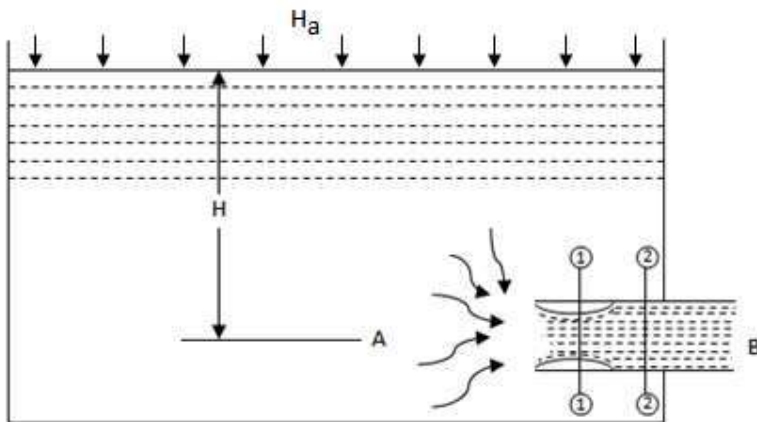 Hₐ
H
① ②
A
B
① ②